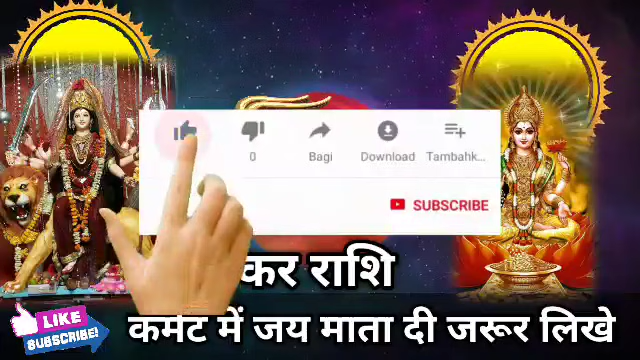 0 Bagi Download Tambahk...
SUBSCRIBE
कर राशि
LIKE
SUBSCRIBE!
कमेंट में जय माता दी जरूर लिखे